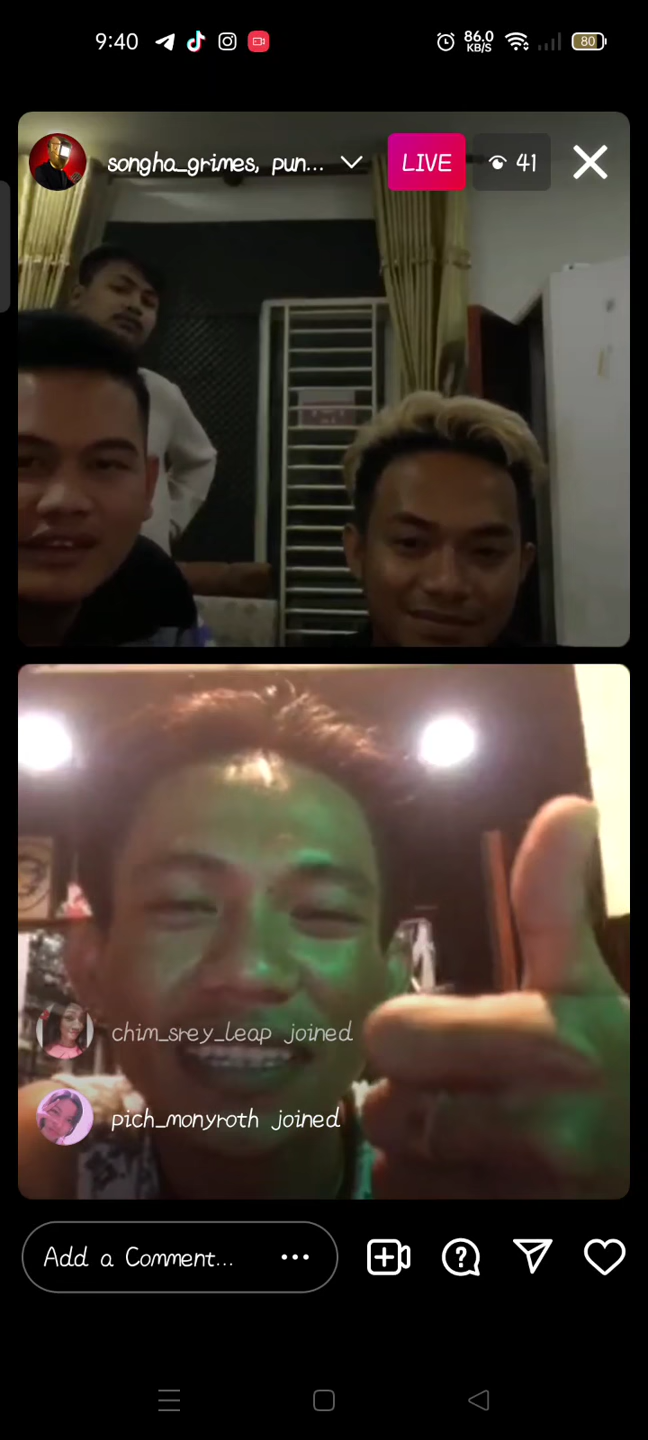 9:40 86.0 KB/S 80
songha_grimes, pun... LIVE 41
chim_srey_leap joined
pich_monyroth joined
Add a Comment...